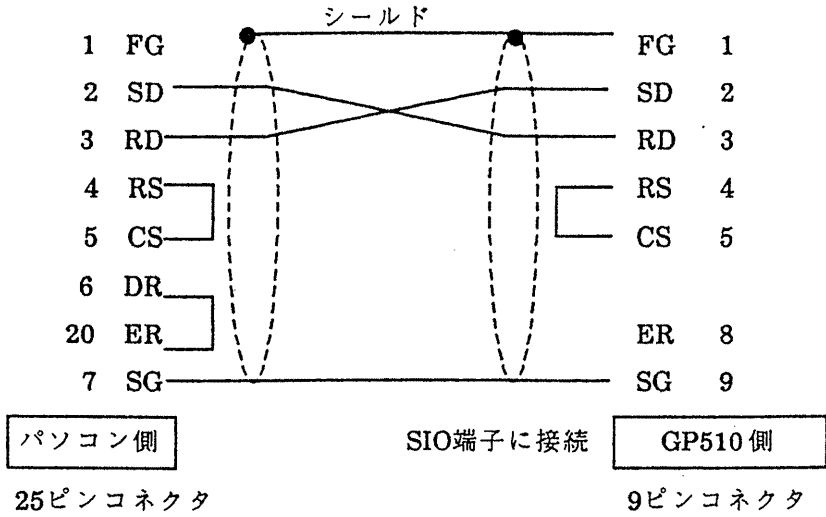 シールド
1 FG FG 1
2 SD SD 2
3 RD RD 3
4 RS RS 4
5 CS CS 5
6 DR
20 ER ER 8
7 SG SG 9
パソコン側 SIO端子に接続 GP510側
25ピンコネクタ 9ピンコネクタ